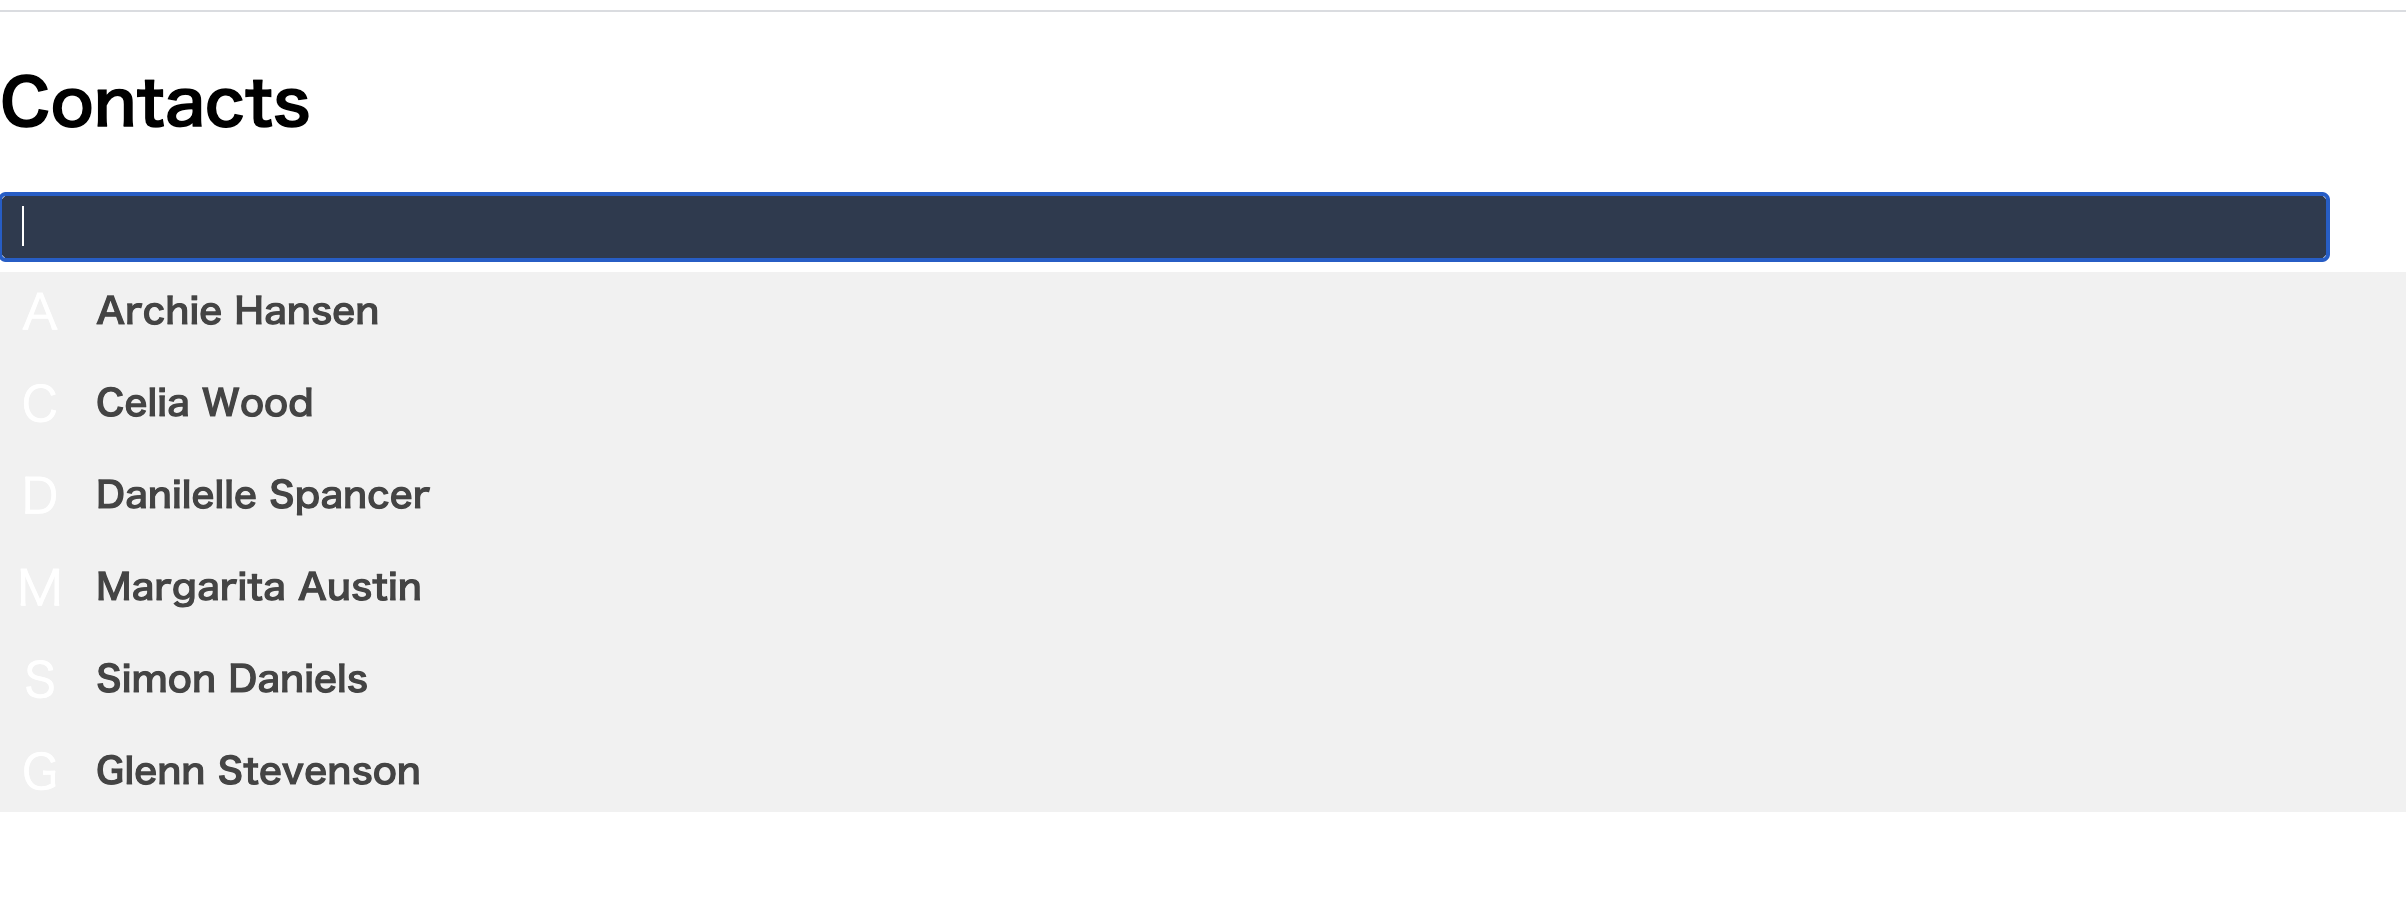 Contacts
A Archie Hansen
C Celia Wood
D Danilelle Spancer
M Margarita Austin
S Simon Daniels
G Glenn Stevenson